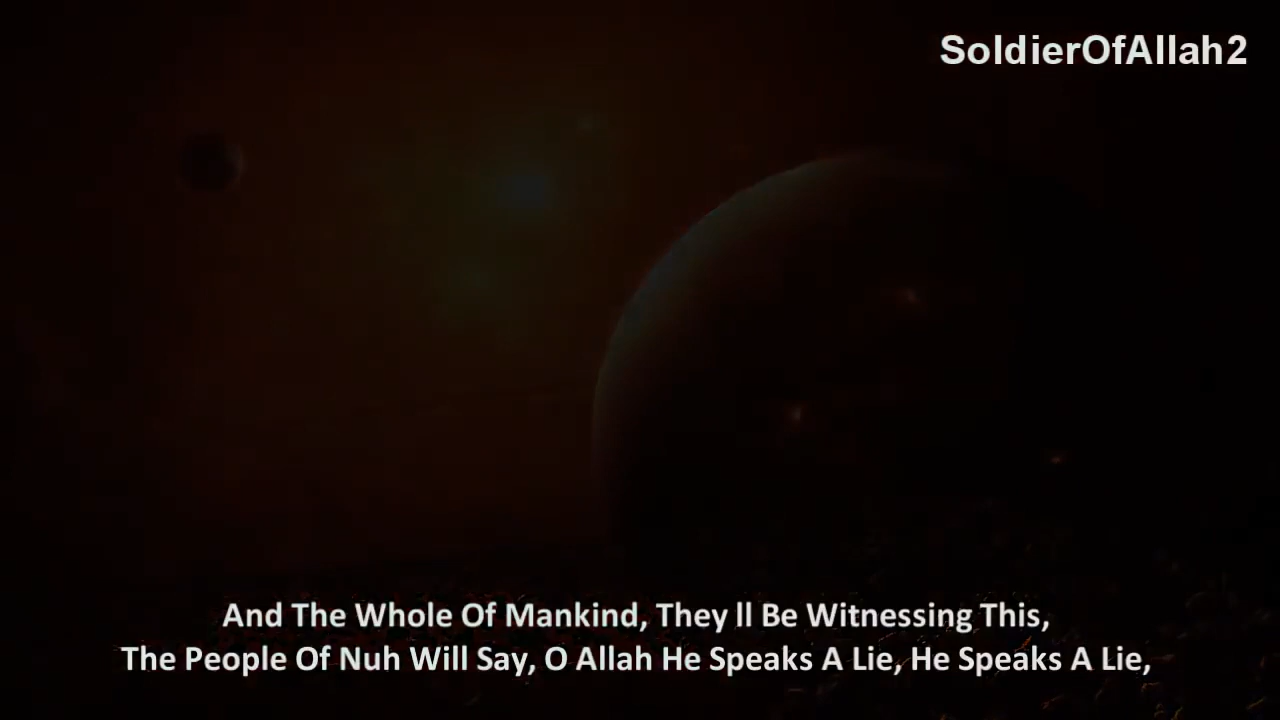 SoldierOfAllah2
And The Whole Of Mankind, They ll Be Witnessing This,
The People Of Nuh Will Say, O Allah He Speaks A Lie, He Speaks A Lie,